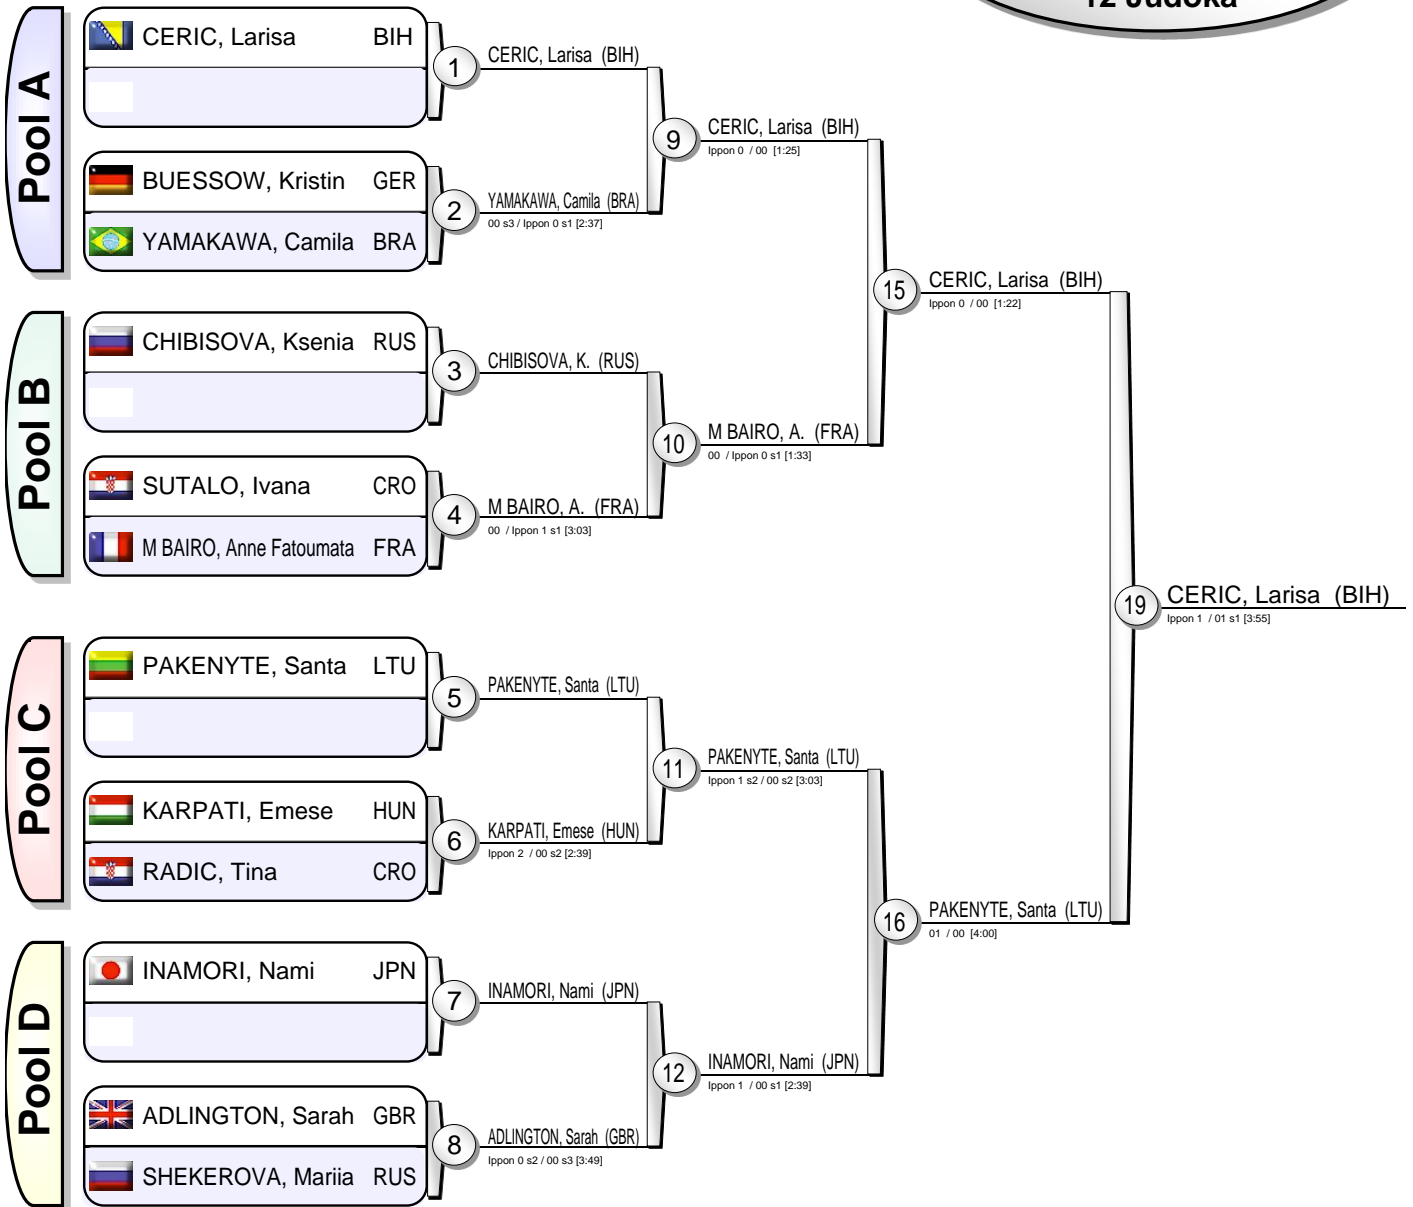 12 Judoka
Pool A
CERIC, Larisa BIH
1
CERIC, Larisa (BIH)
BUESSOW, Kristin GER
YAMAKAWA, Camila BRA
2
YAMAKAWA, Camila (BRA)
00 s3 / Ippon 0 s1 [2:37]
9
CERIC, Larisa (BIH)
Ippon 0 / 00 [1:25]
Pool B
CHIBISOVA, Ksenia RUS
3
CHIBISOVA, K. (RUS)
SUTALO, Ivana CRO
M BAIRO, Anne Fatoumata FRA
4
M BAIRO, A. (FRA)
00 / Ippon 1 s1 [3:03]
10
M BAIRO, A. (FRA)
00 / Ippon 0 s1 [1:33]
15
CERIC, Larisa (BIH)
Ippon 0 / 00 [1:22]
Pool C
PAKENYTE, Santa LTU
5
PAKENYTE, Santa (LTU)
KARPATI, Emese HUN
RADIC, Tina CRO
6
KARPATI, Emese (HUN)
Ippon 2 / 00 s2 [2:39]
11
PAKENYTE, Santa (LTU)
Ippon 1 s2 / 00 s2 [3:03]
Pool D
INAMORI, Nami JPN
7
INAMORI, Nami (JPN)
ADLINGTON, Sarah GBR
SHEKEROVA, Mariia RUS
8
ADLINGTON, Sarah (GBR)
Ippon 0 s2 / 00 s3 [3:49]
12
INAMORI, Nami (JPN)
Ippon 1 / 00 s1 [2:39]
16
PAKENYTE, Santa (LTU)
01 / 00 [4:00]
19
CERIC, Larisa (BIH)
Ippon 1 / 01 s1 [3:55]